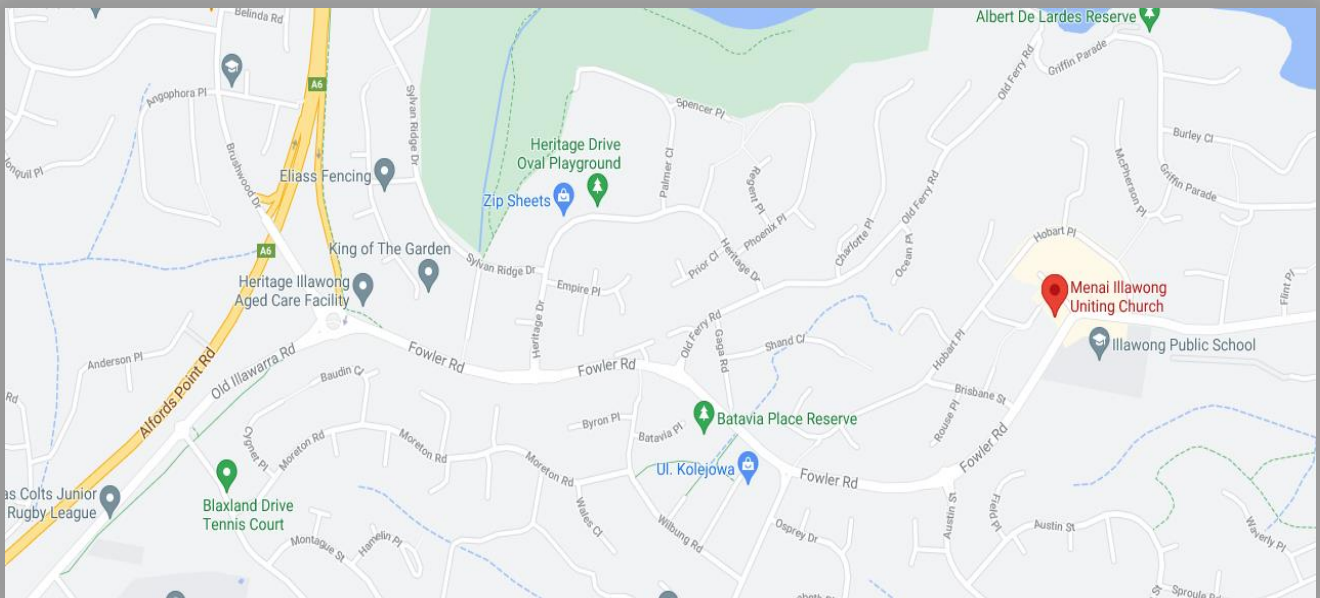 Belinda Rd
Albert De Lardes Reserve
Griffin Parade
Old Ferry Rd
A6
Angophora Pl
Sylvan Ridge Dr
Spencer Pl
Burley Cl
Jonquil Pl
Brushwood Dr
Heritage Drive
Oval Playground
Eliass Fencing
Palmer Cl
Regent Pl
McPherson Pl
Griffin Parade
Zip Sheets
Old Ferry Rd
Phoenix Pl
Charlotte Pl
Hobart Pl
A6
King of The Garden
Heritage Dr
Ocean Pl
Sylvan Ridge Dr
Prior Cl
Heritage Illawong
Aged Care Facility
Empire Pl
Menai Illawong
Uniting Church
Flint Pl
Heritage Dr
Old Ferry Rd
Gaga Rd
Shand Cl
Hobart Pl
Illawong Public School
Anderson Pl
Alfords Point Rd
Old Illawarra Rd
Fowler Rd
Fowler Rd
Baudin Cl
Brisbane St
Rd
Byron Pl
Batavia Pl
Batavia Place Reserve
Rouse Pl
Cygnet Pl
Moreton Rd
Moreton Rd
Fowler Rd
Moreton Rd
Ul. Kolejowa
Fowler Rd
as Colts Junior
Rugby League
Blaxland Drive
Tennis Court
Wales Cl
Wilbung Rd
Osprey Dr
Austin St
Field Pl
Austin St
Waverly Pl
Montague St
Hamelin Pl
St
Sproule Rd